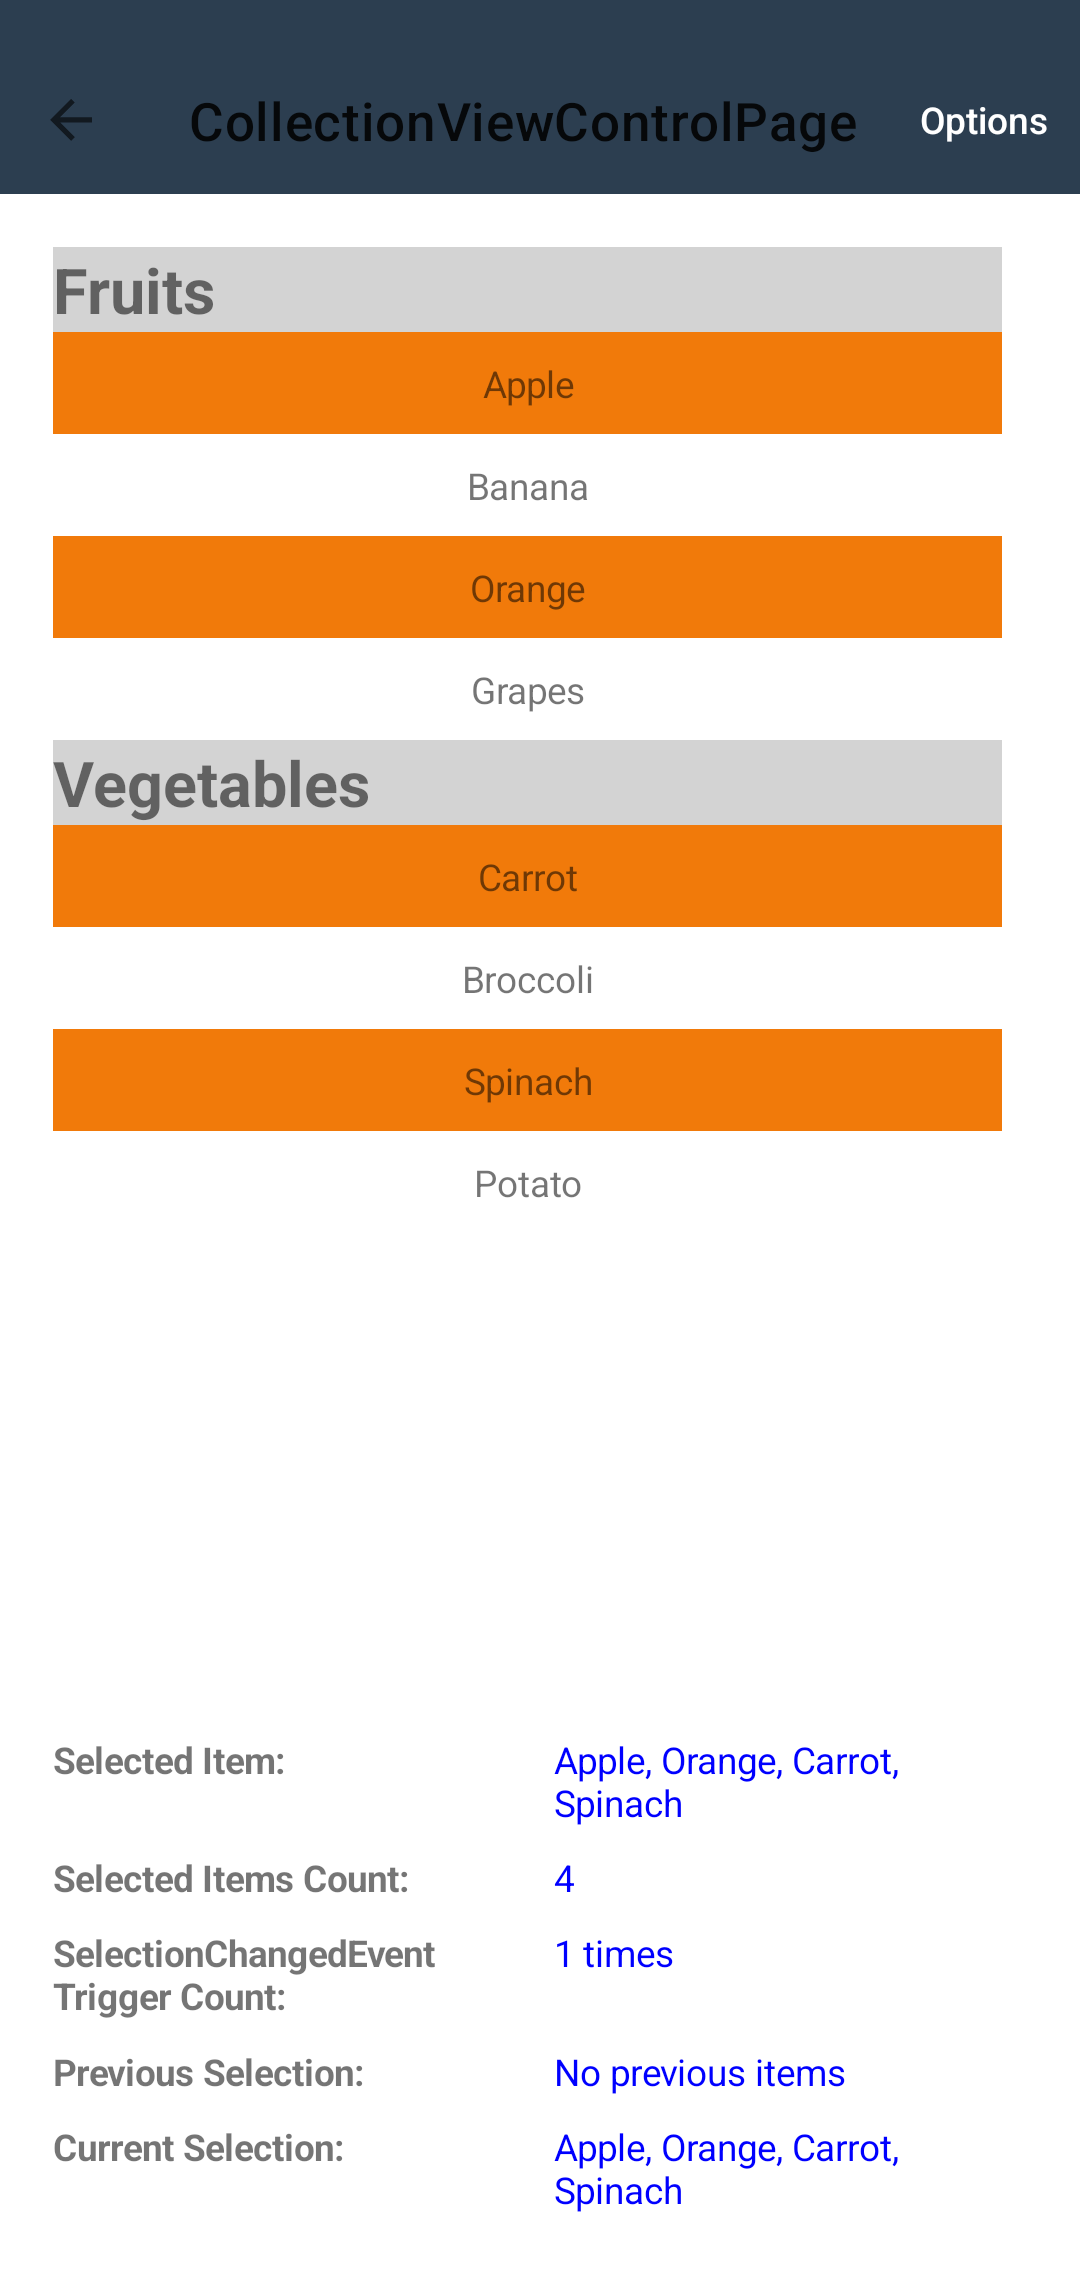 CollectionViewControlPage
Options
Fruits
Apple
Banana
Orange
Grapes
Vegetables
Carrot
Broccoli
Spinach
Potato
Selected Item:
Apple, Orange, Carrot,
Spinach
Selected Items Count:
4
SelectionChangedEvent
Trigger Count:
1 times
Previous Selection:
No previous items
Current Selection:
Apple, Orange, Carrot,
Spinach